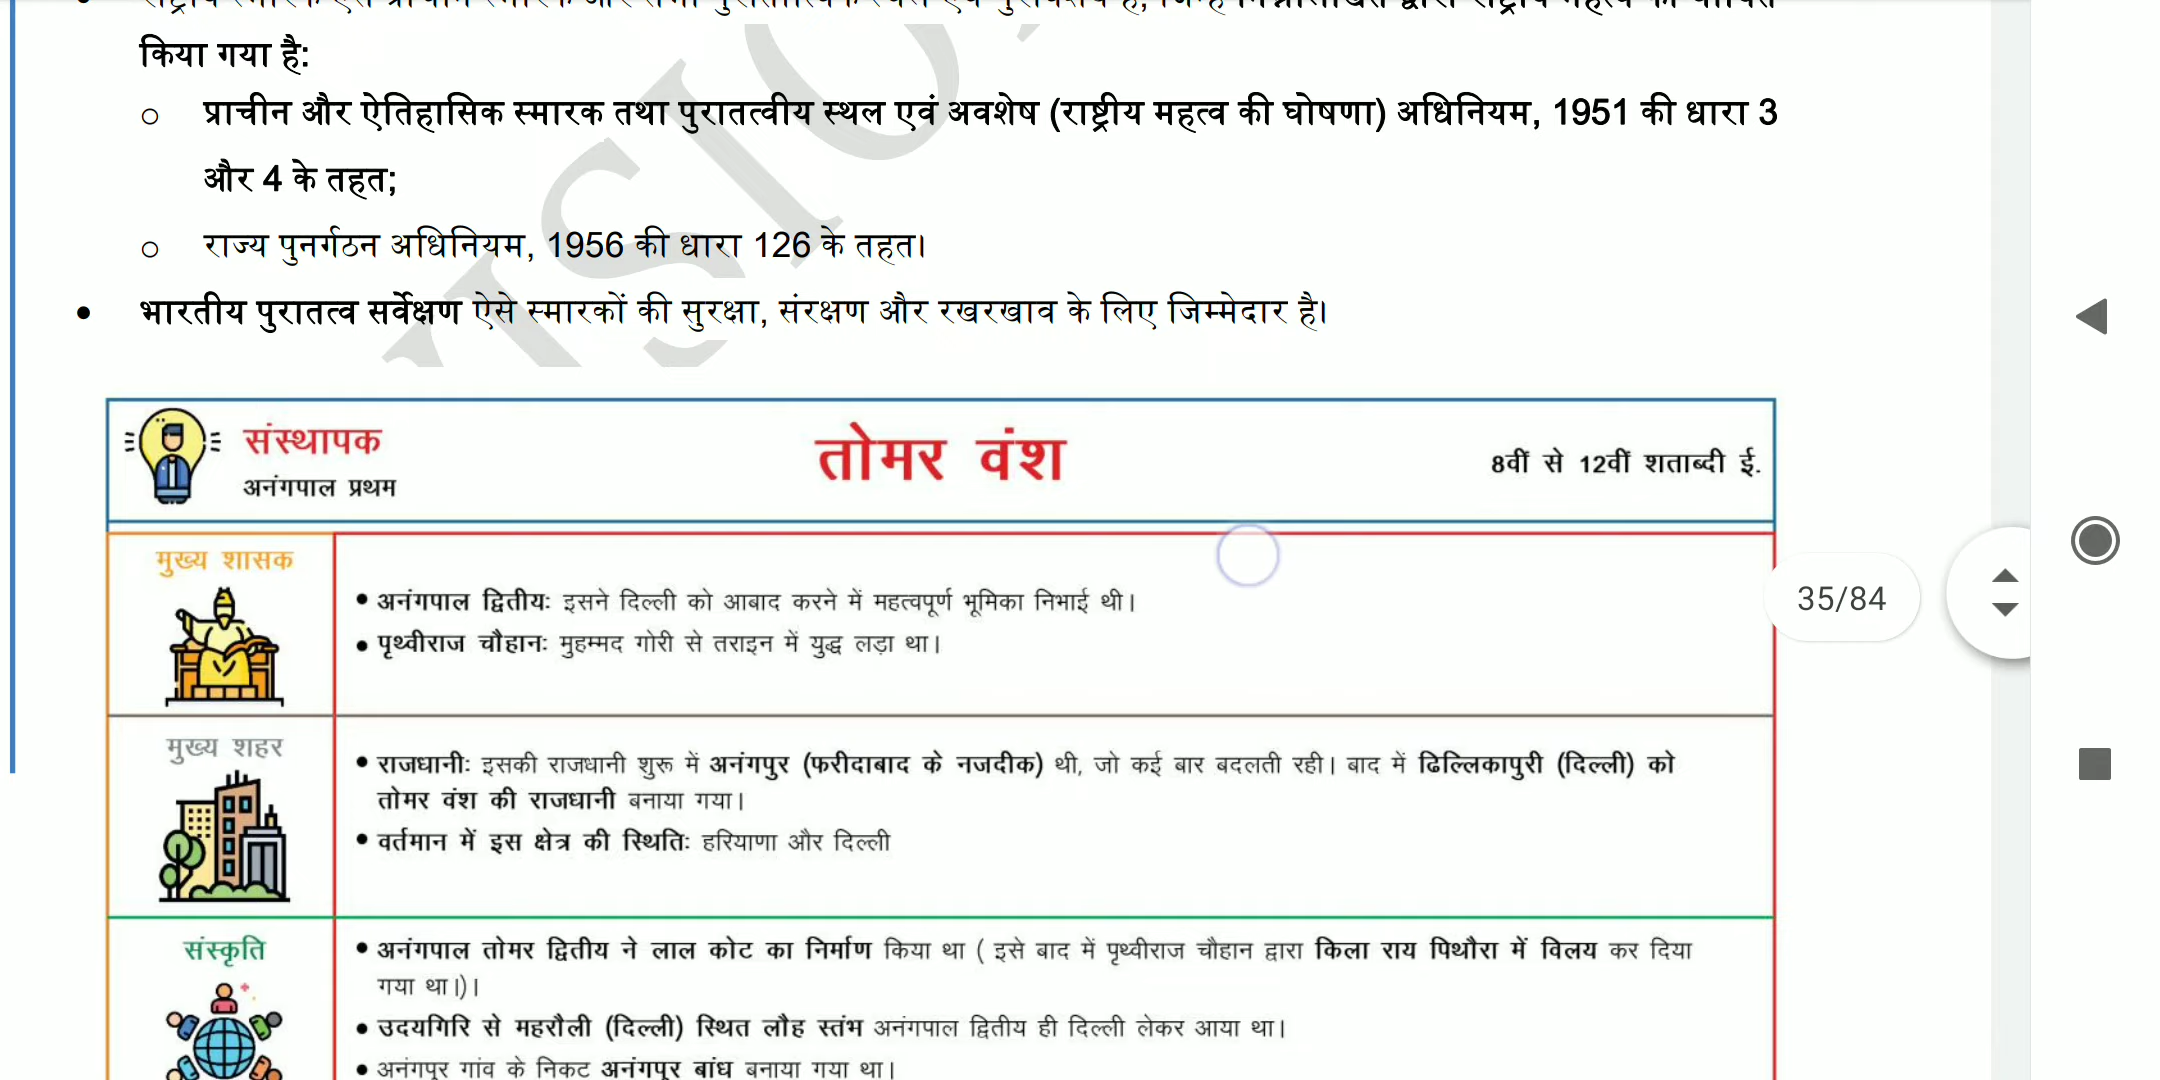 किया गया है:
○ प्राचीन और ऐतिहासिक स्मारक तथा पुरातत्वीय स्थल एवं अवशेष (राष्ट्रीय महत्व की घोषणा) अधिनियम, 1951 की धारा 3
और 4 के तहत;
○ राज्य पुनर्गठन अधिनियम, 1956 की धारा 126 के तहत।
• भारतीय पुरातत्व सर्वेक्षण ऐसे स्मारकों की सुरक्षा, संरक्षण और रखरखाव के लिए जिम्मेदार है।
संस्थापक
अनंगपाल प्रथम
तोमर वंश
8वीं से 12वीं शताब्दी ई.
मुख्य शासक
• अनंगपाल द्वितीयः इसने दिल्ली को आबाद करने में महत्वपूर्ण भूमिका निभाई थी।
• पृथ्वीराज चौहानः मुहम्मद गोरी से तराइन में युद्ध लड़ा था।
35/84
मुख्य शहर
• राजधानीः इसकी राजधानी शुरू में अनंगपुर (फरीदाबाद के नजदीक) थी, जो कई बार बदलती रही। बाद में ढिल्लिकापुरी (दिल्ली) को
तोमर वंश की राजधानी बनाया गया।
• वर्तमान में इस क्षेत्र की स्थितिः हरियाणा और दिल्ली
संस्कृति
• अनंगपाल तोमर द्वितीय ने लाल कोट का निर्माण किया था ( इसे बाद में पृथ्वीराज चौहान द्वारा किला राय पिथौरा में विलय कर दिया
गया था।)।
• उदयगिरि से महरौली (दिल्ली) स्थित लौह स्तंभ अनंगपाल द्वितीय ही दिल्ली लेकर आया था।
• अनंगपुर गांव के निकट अनंगपुर बांध बनाया गया था।